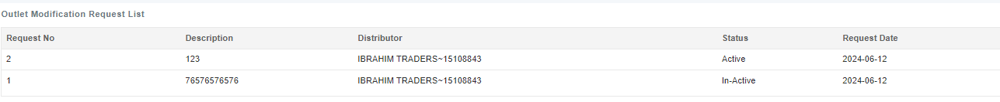 Outlet Modification Request List
Request No Description Distributor Status Request Date
2 123 IBRAHIM TRADERS~15108843 Active 2024-06-12
1 76576576576 IBRAHIM TRADERS~15108843 In-Active 2024-06-12